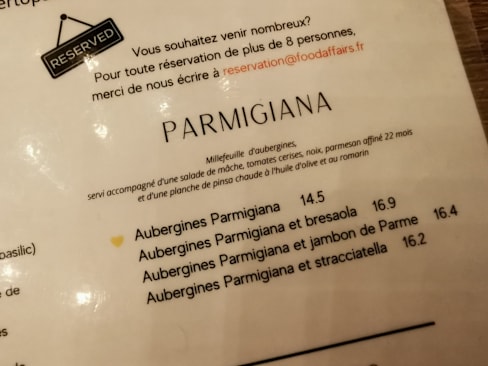 RESERVED
Vous souhaitez venir nombreux?
Pour toute réservation de plus de 8 personnes,
merci de nous écrire à reservation@foodaffairs.fr
PARMIGIANA
Millefeuille d'aubergines,
servi accompagné d'une salade de mâche, tomates cerises, noix, parmesan affiné 22 mois
et d'une planche de pinsa chaude à l'huile d'olive et au romarin
Aubergines Parmigiana 14.5
Aubergines Parmigiana et bresaola 16.9
Aubergines Parmigiana et jambon de Parme 16.4
Aubergines Parmigiana et stracciatella 16.2
basilic)
de